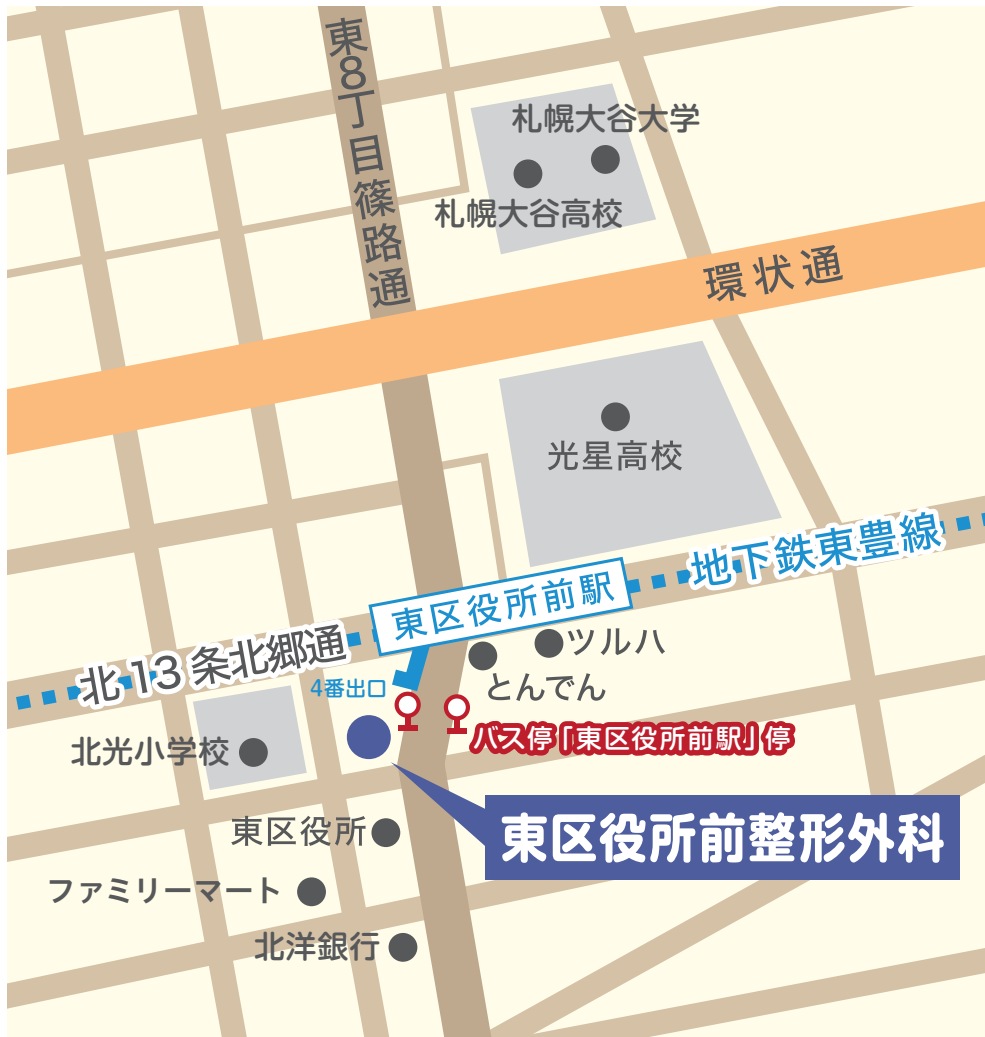 東8丁目篠路通
札幌大谷大学
札幌大谷高校
環状通
光星高校
地下鉄東豊線
東区役所前駅
北13条北郷通
ツルハ
4番出口
とんでん
バス停「東区役所前駅」停
北光小学校
東区役所前整形外科
東区役所
ファミリーマート
北洋銀行